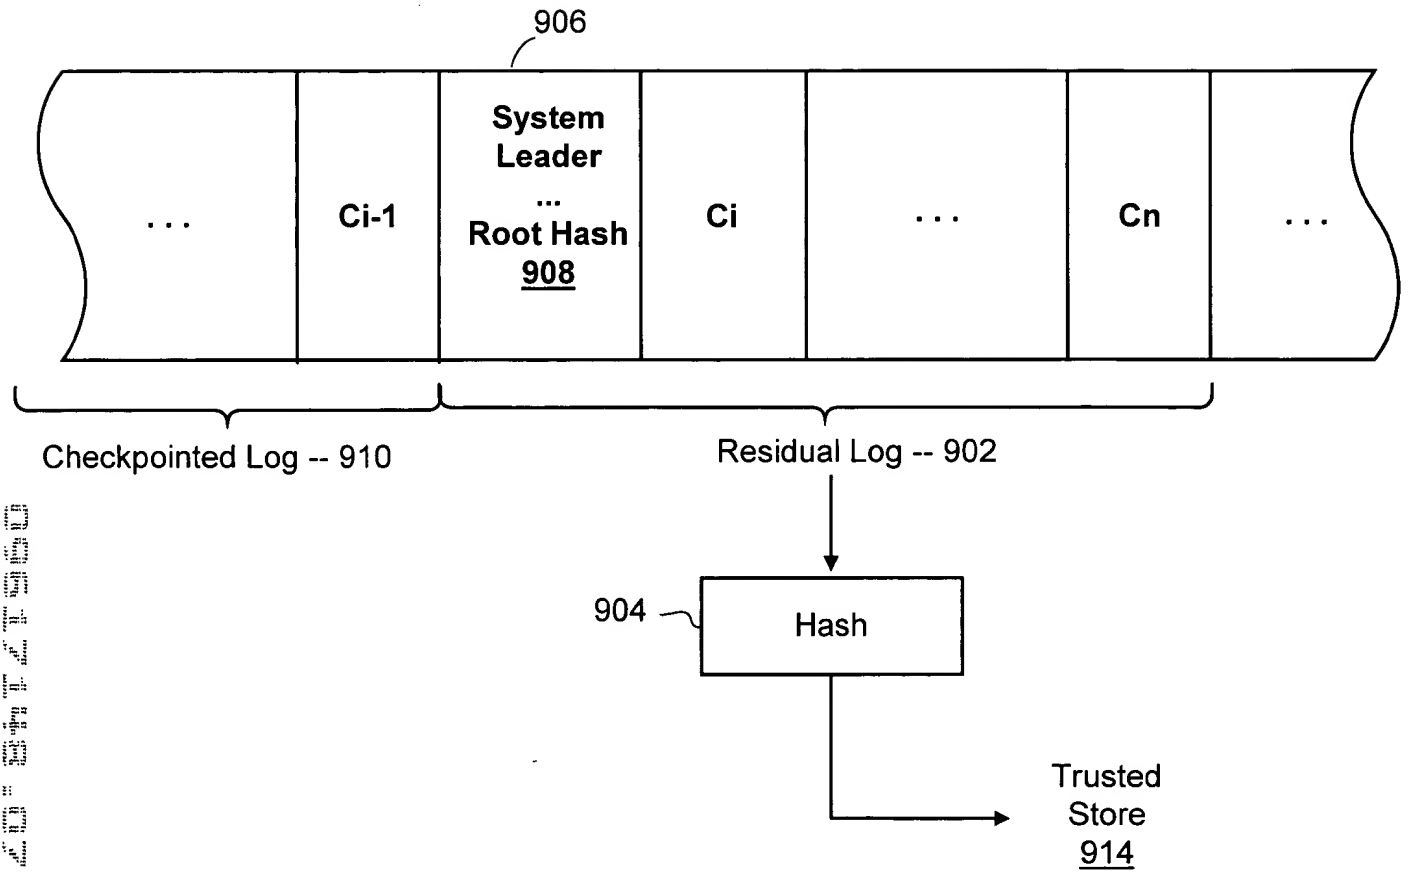 906
System
Leader
...
Root Hash
908
... Ci-1 Ci ... Cn ...
Checkpointed Log -- 910
Residual Log -- 902
904
Hash
Trusted
Store
914